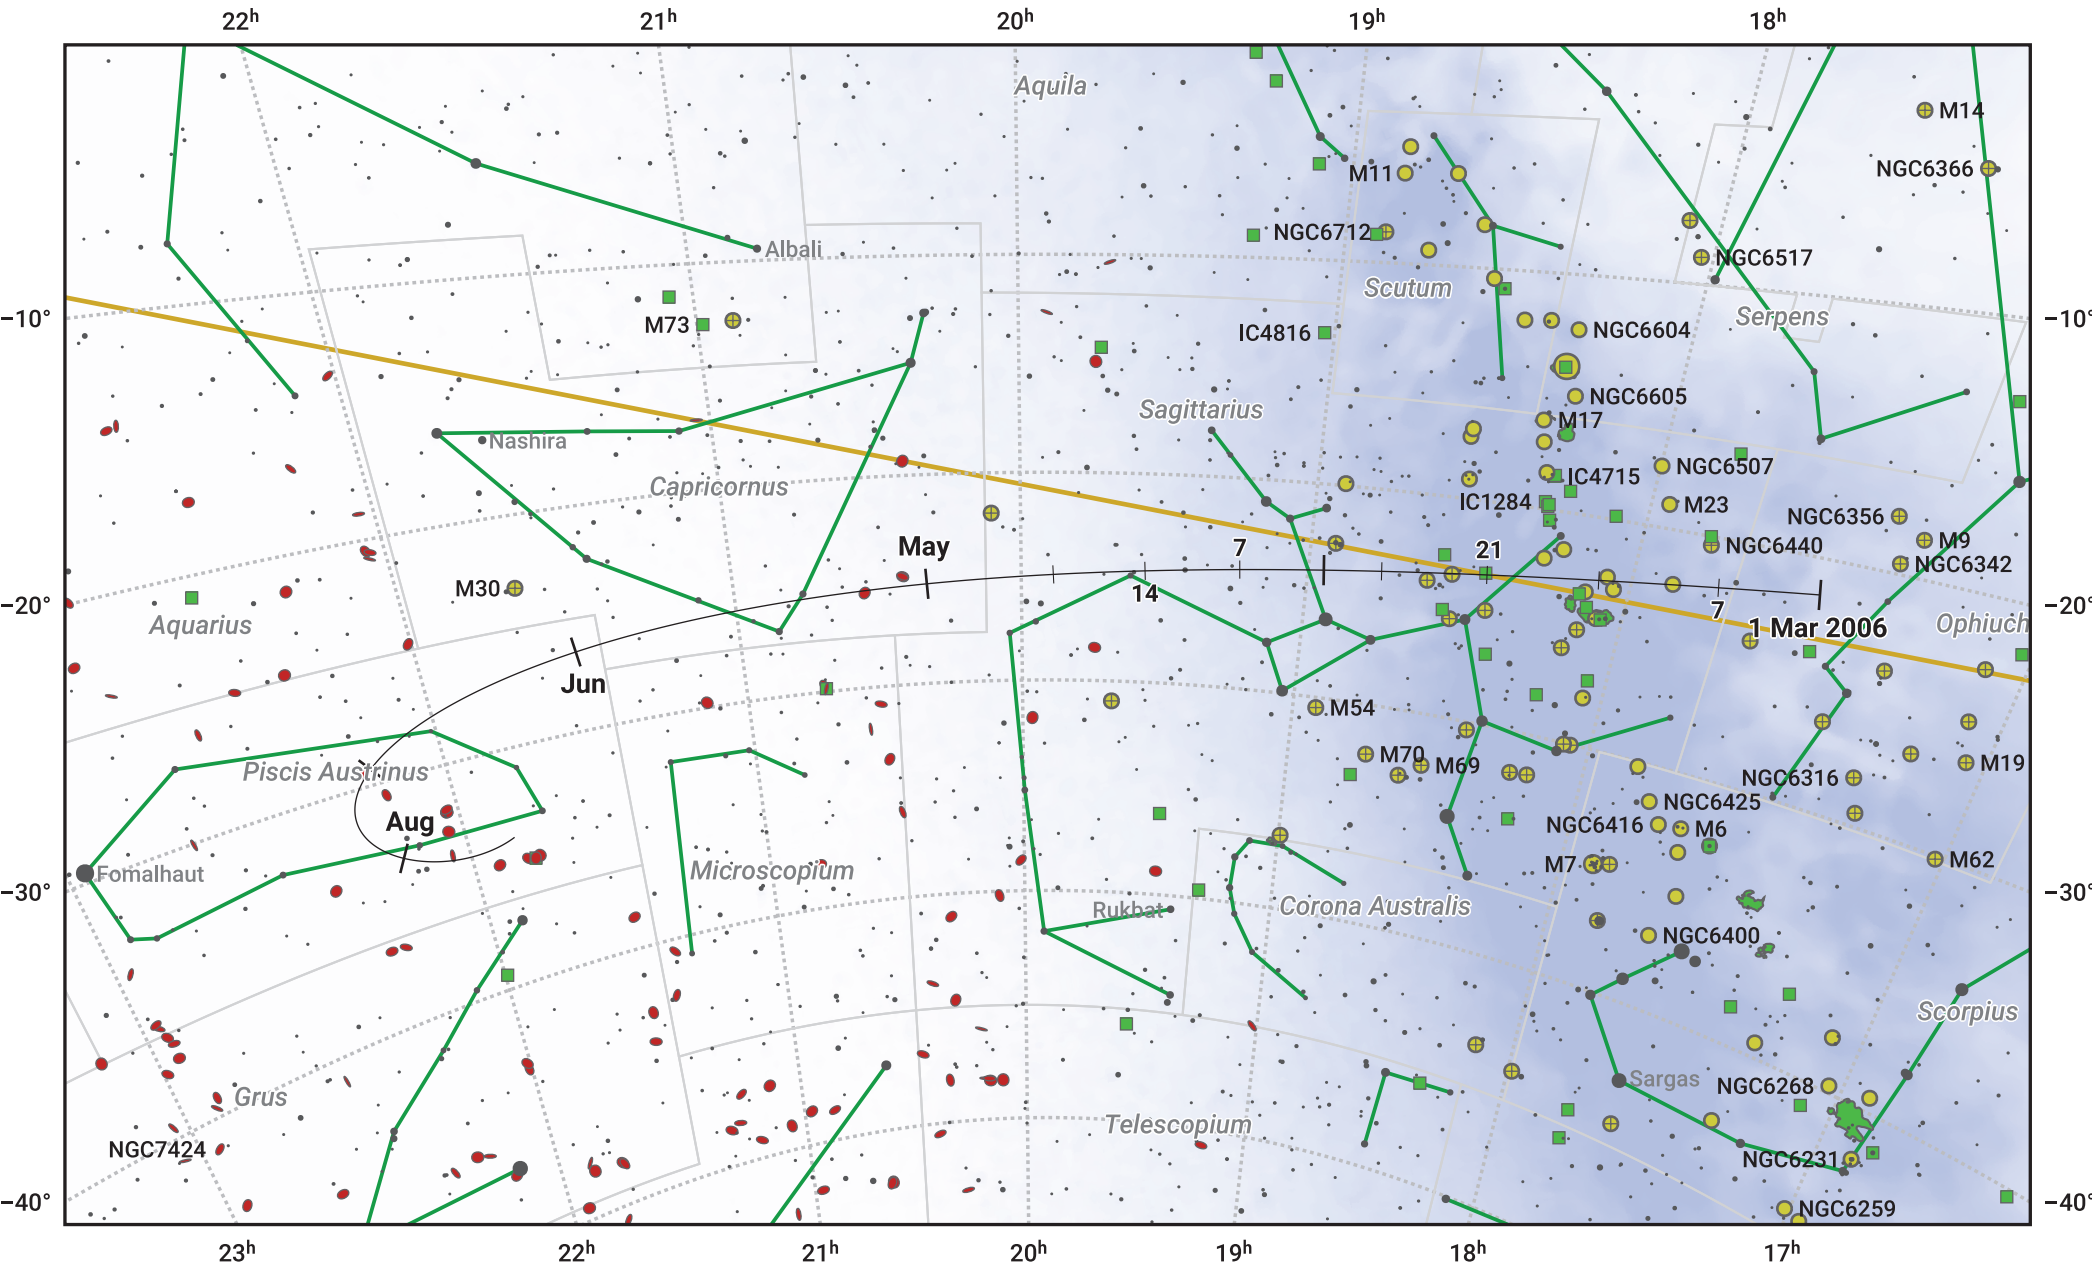 22h 21h 20h 19h 18h
Aquila
M14
M11
NGC6366
NGC6712
Albali
NGC6517
Scutum
−10° M73 IC4816 NGC6604 Serpens −10°
NGC6605
Sagittarius
M17
Nashira
NGC6507
IC4715
Capricornus
IC1284 M23
NGC6356
May 7 21 NGC6440 M9
NGC6342
M30 14
−20° 7 −20°
Aquarius 1 Mar 2006 Ophiuch
Jun
M54
M70 M69 M19
Piscis Austrinus NGC6316
NGC6425
Aug NGC6416 M6
M7 M62
Fomalhaut Microscopium
−30° −30°
Rukbat Corona Australis
NGC6400
Scorpius
Sargas NGC6268
Grus
Telescopium
NGC7424
NGC6231
−40° −40°
NGC6259
23h 22h 21h 20h 19h 18h 17h